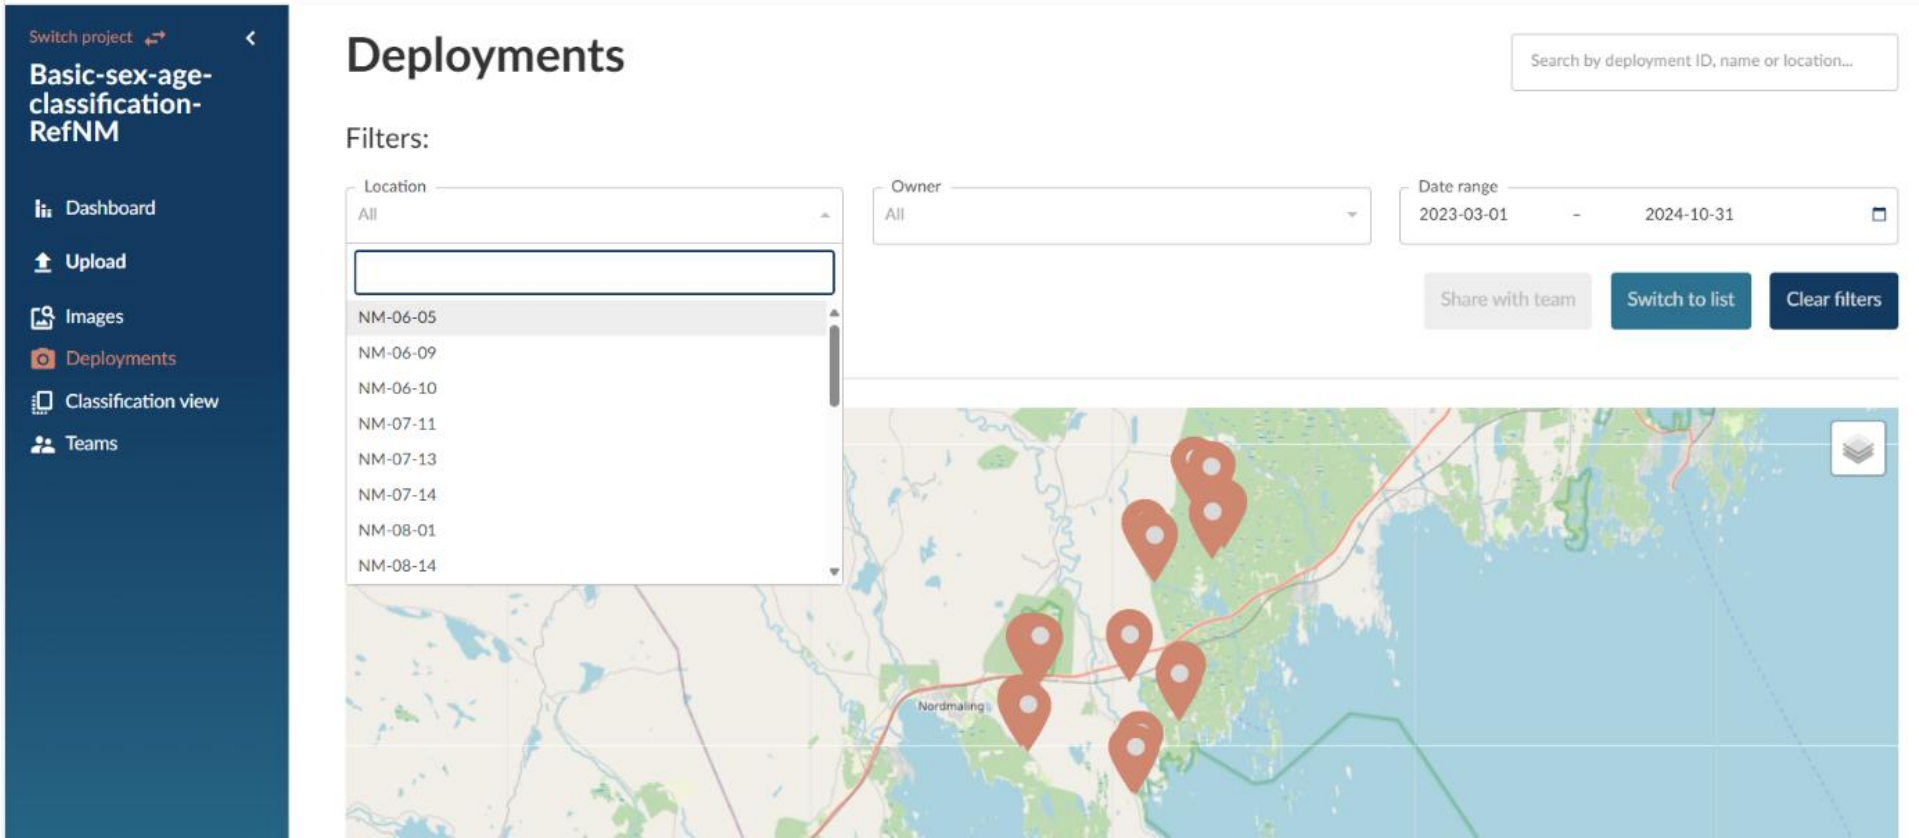 Switch project
Basic-sex-age-
classification-
RefNM
Dashboard
Upload
Images
Deployments
Classification view
Teams
Deployments
Search by deployment ID, name or location...
Filters:
Location
All
Owner
All
Date range
2023-03-01 - 2024-10-31
NM-06-05
NM-06-09
NM-06-10
NM-07-11
NM-07-13
NM-07-14
NM-08-01
NM-08-14
Share with team
Switch to list
Clear filters
Nordmaling